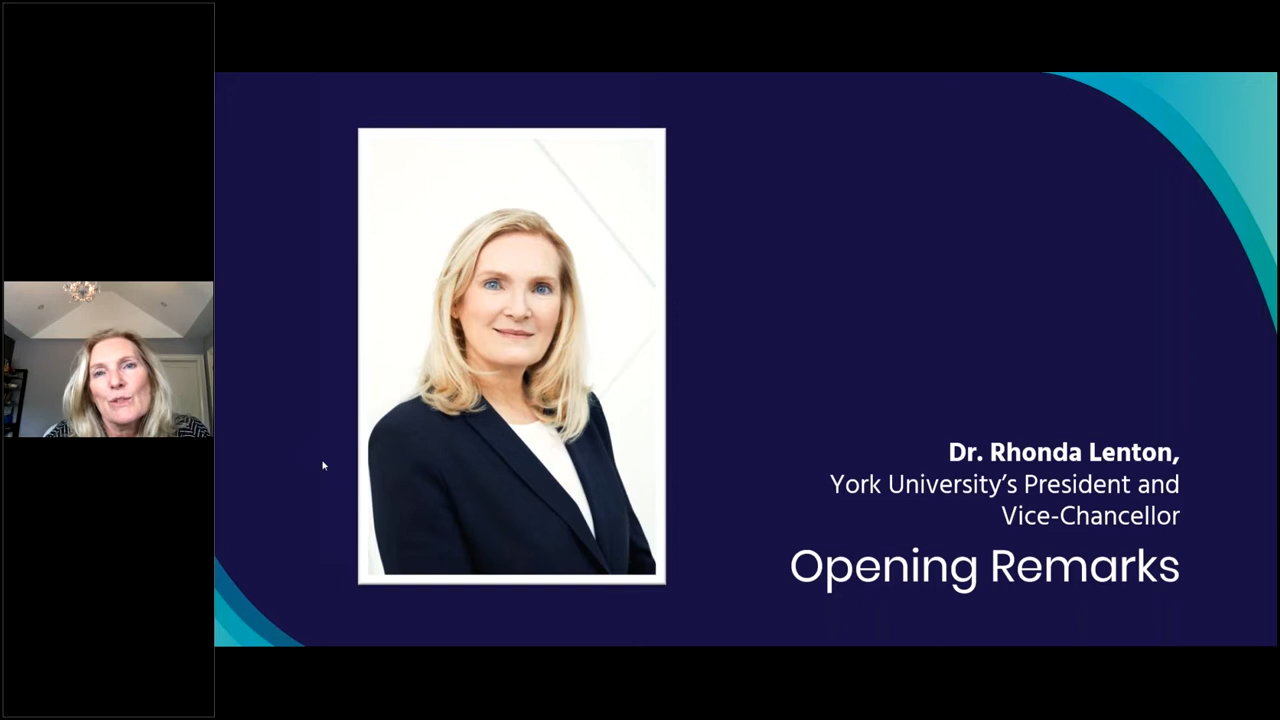 Dr. Rhonda Lenton,
York University’s President and
Vice-Chancellor
Opening Remarks